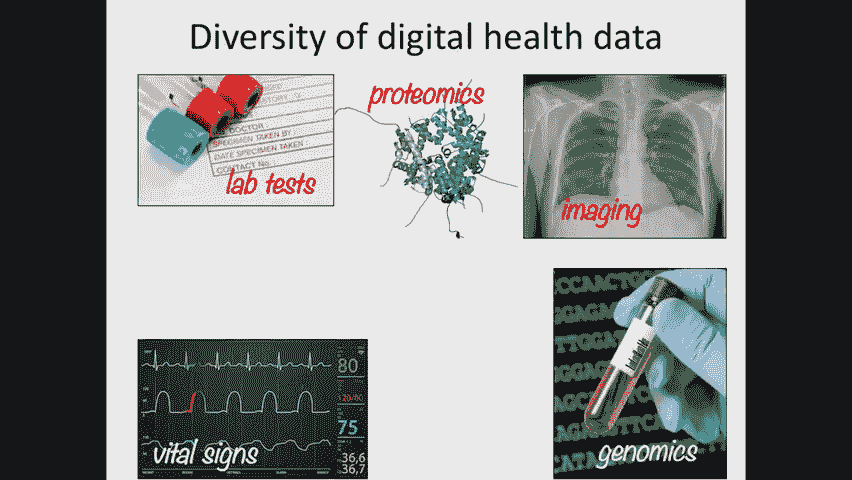 Diversity of digital health data
DOCTOR
SPECIMEN TAKEN BY
DATE SPECIMEN TAKEN
CONTACT No.
lab tests
proteomics
imaging
80
120/80
75
36,6
36,7
vital signs
genomics